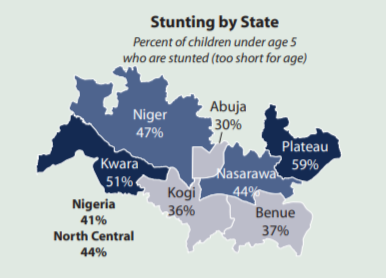 Stunting by State
Percent of children under age 5
who are stunted (too short for age)
Niger
47%
Abuja
30%
Plateau
59%
Kwara
51%
Nasarawa
44%
Kogi
36%
Benue
37%
Nigeria
41%
North Central
44%